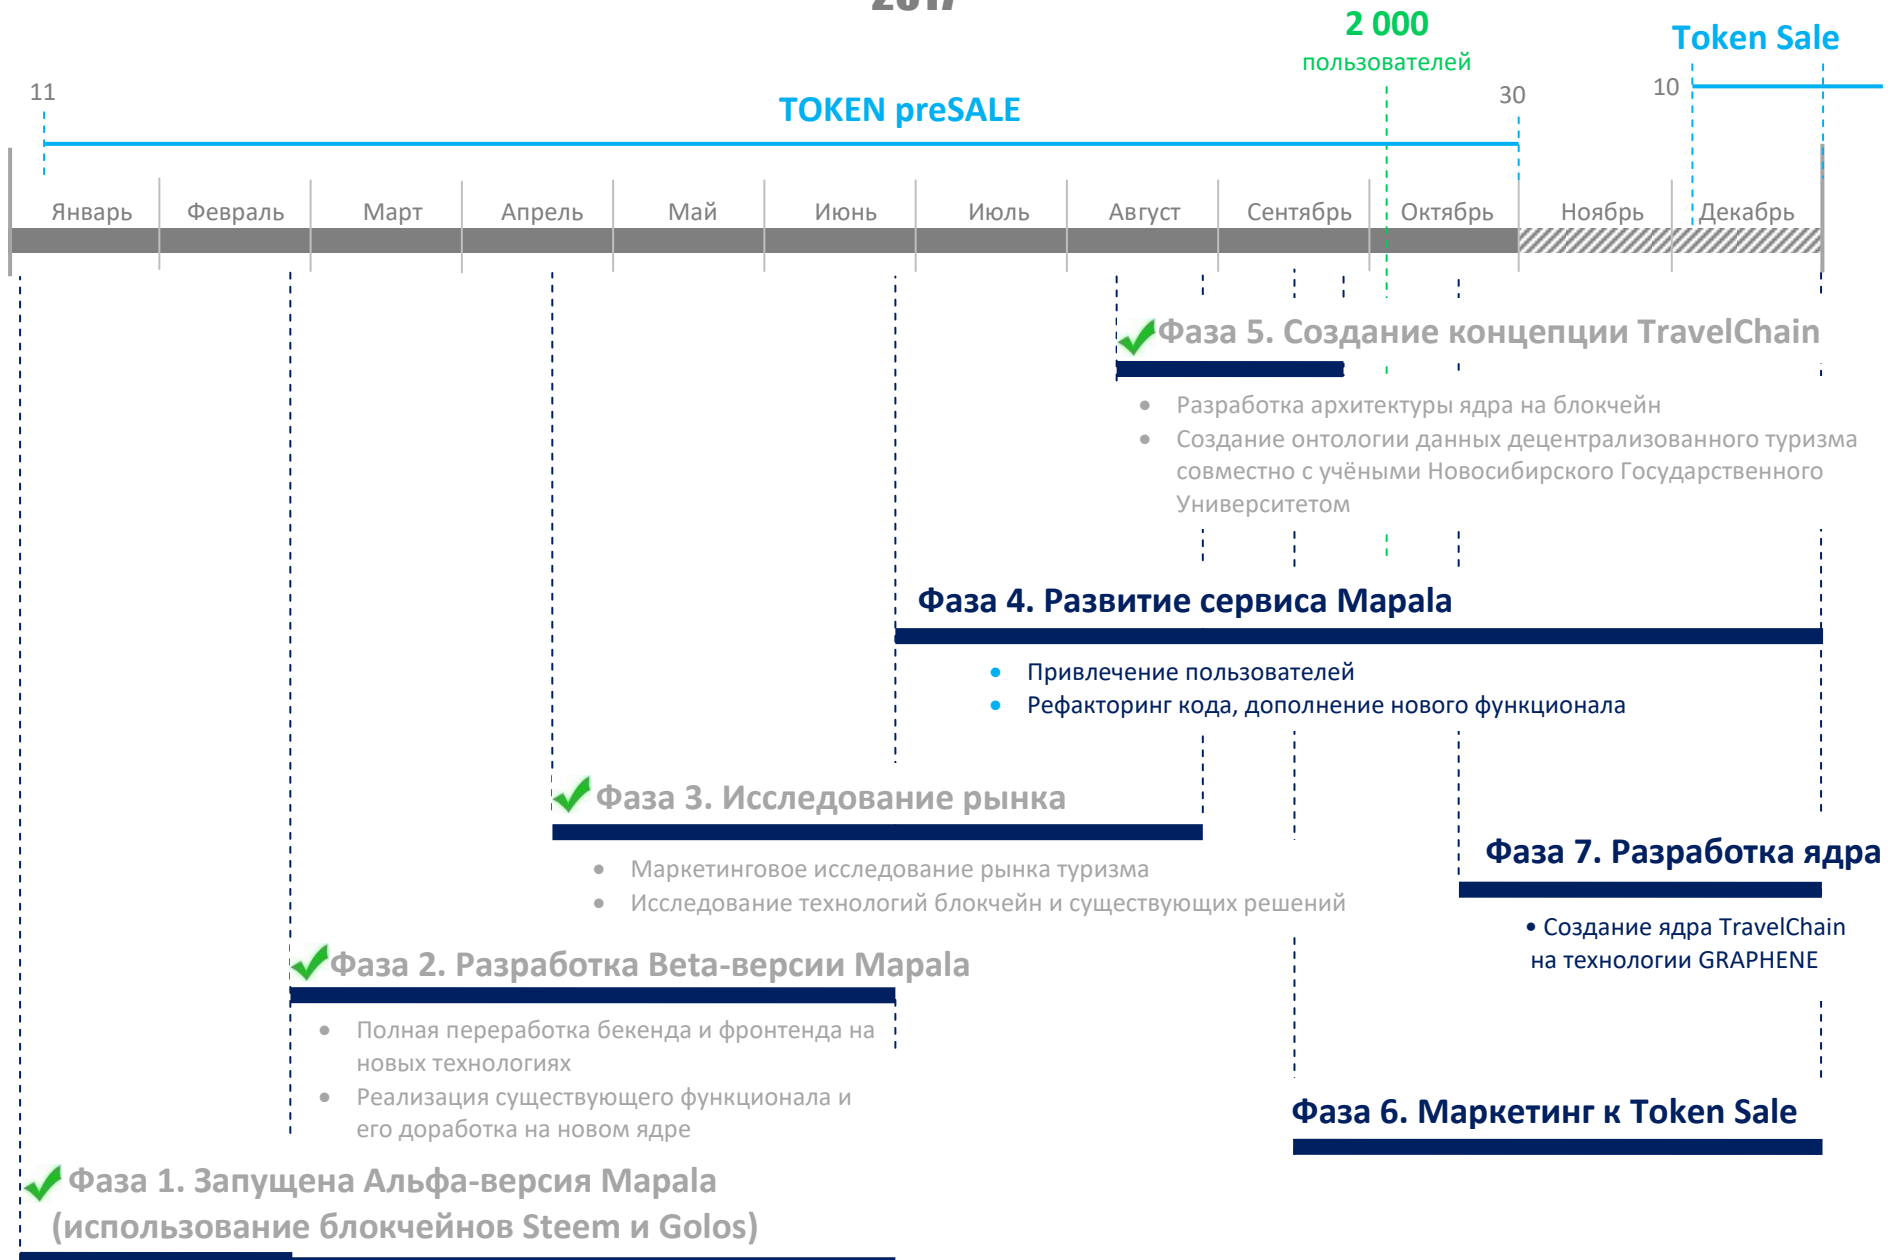 2017
2 000
пользователей
Token Sale
11
TOKEN preSALE
30
10
Январь
Февраль
Март
Апрель
Май
Июнь
Июль
Август
Сентябрь
Октябрь
Ноябрь
Декабрь
Фаза 5. Создание концепции TravelChain
• Разработка архитектуры ядра на блокчейн
• Создание онтологии данных децентрализованного туризма
совместно с учёными Новосибирского Государственного
Университетом
Фаза 4. Развитие сервиса Mapala
• Привлечение пользователей
• Рефакторинг кода, дополнение нового функционала
Фаза 3. Исследование рынка
• Маркетинговое исследование рынка туризма
• Исследование технологий блокчейн и существующих решений
Фаза 7. Разработка ядра
• Создание ядра TravelChain
на технологии GRAPHENE
Фаза 2. Разработка Beta-версии Mapala
• Полная переработка бекенда и фронтенда на
новых технологиях
• Реализация существующего функционала и
его доработка на новом ядре
Фаза 6. Маркетинг к Token Sale
Фаза 1. Запущена Альфа-версия Mapala
(использование блокчейнов Steem и Golos)